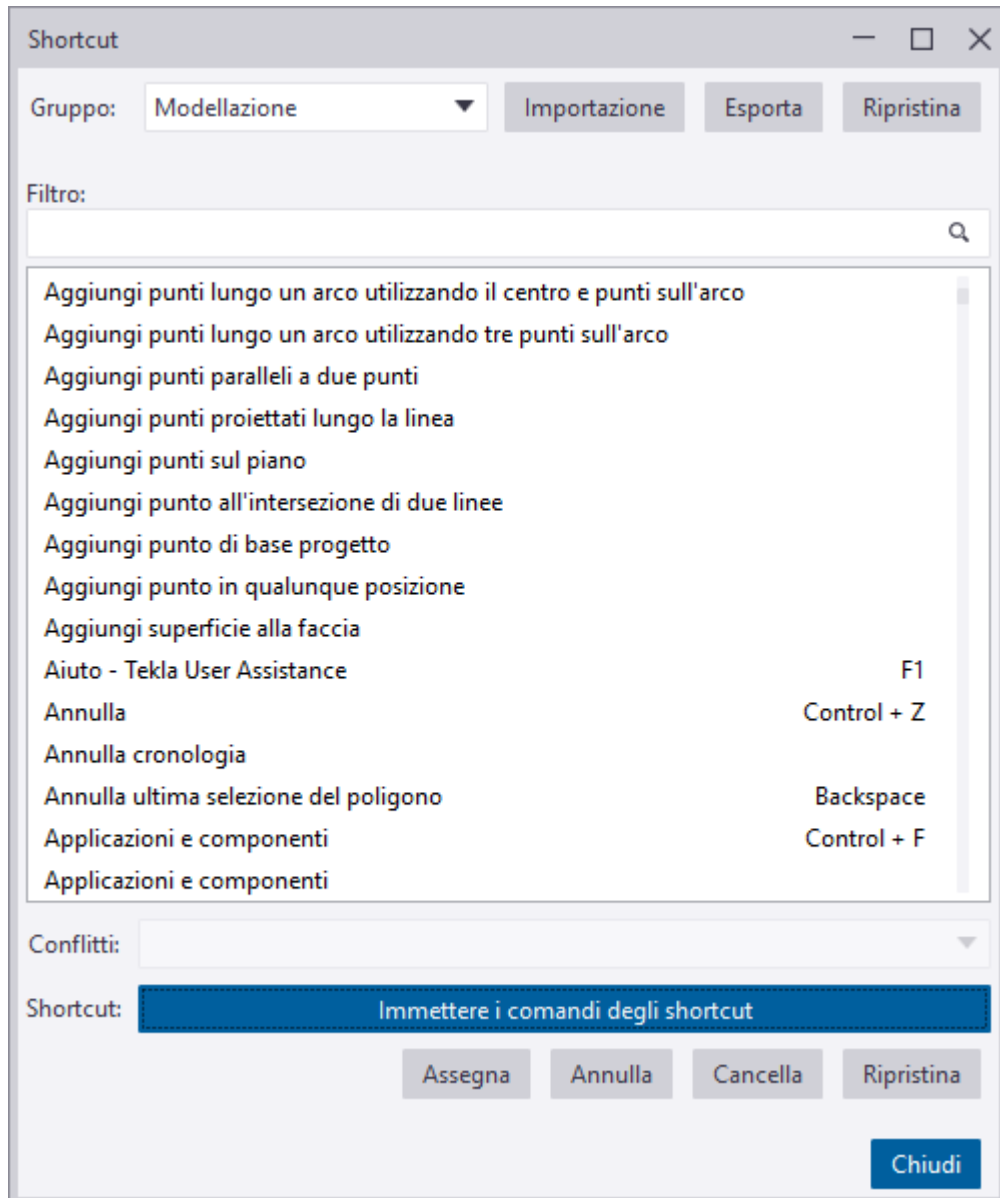 Shortcut
Gruppo: Modellazione Importazione Esporta Ripristina
Filtro:
Aggiungi punti lungo un arco utilizzando il centro e punti sull'arco
Aggiungi punti lungo un arco utilizzando tre punti sull'arco
Aggiungi punti paralleli a due punti
Aggiungi punti proiettati lungo la linea
Aggiungi punti sul piano
Aggiungi punto all'intersezione di due linee
Aggiungi punto di base progetto
Aggiungi punto in qualunque posizione
Aggiungi superficie alla faccia
Aiuto - Tekla User Assistance F1
Annulla Control + Z
Annulla cronologia
Annulla ultima selezione del poligono Backspace
Applicazioni e componenti Control + F
Applicazioni e componenti
Conflitti:
Shortcut: Immettere i comandi degli shortcut
Assegna Annulla Cancella Ripristina
Chiudi